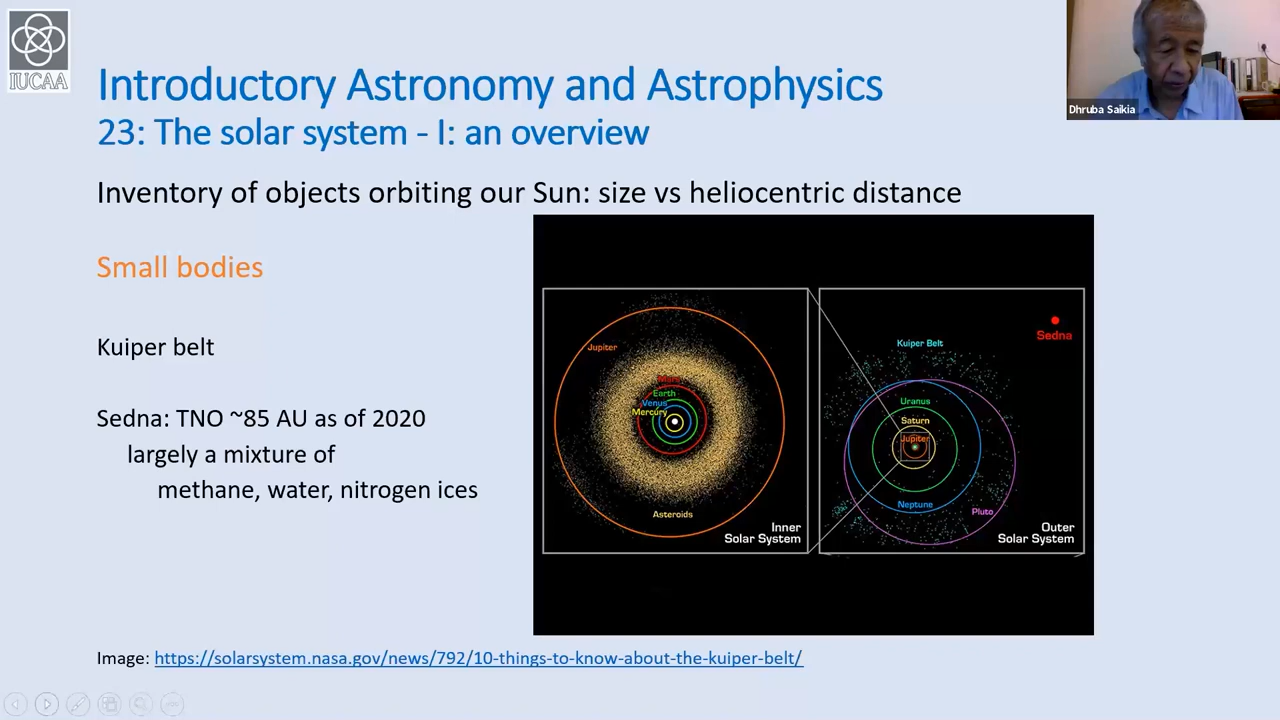 IUCAA
Introductory Astronomy and Astrophysics
23: The solar system - I: an overview
Dhruba Saikia
Inventory of objects orbiting our Sun: size vs heliocentric distance
Small bodies
Kuiper belt
Sedna: TNO ~85 AU as of 2020
largely a mixture of
methane, water, nitrogen ices
Jupiter
Mars
Earth
Venus
Mercury
Asteroids
Inner
Solar System
Sedna
Kuiper Belt
Uranus
Saturn
Jupiter
Neptune
Pluto
Outer
Solar System
Image: https://solarsystem.nasa.gov/news/792/10-things-to-know-about-the-kuiper-belt/